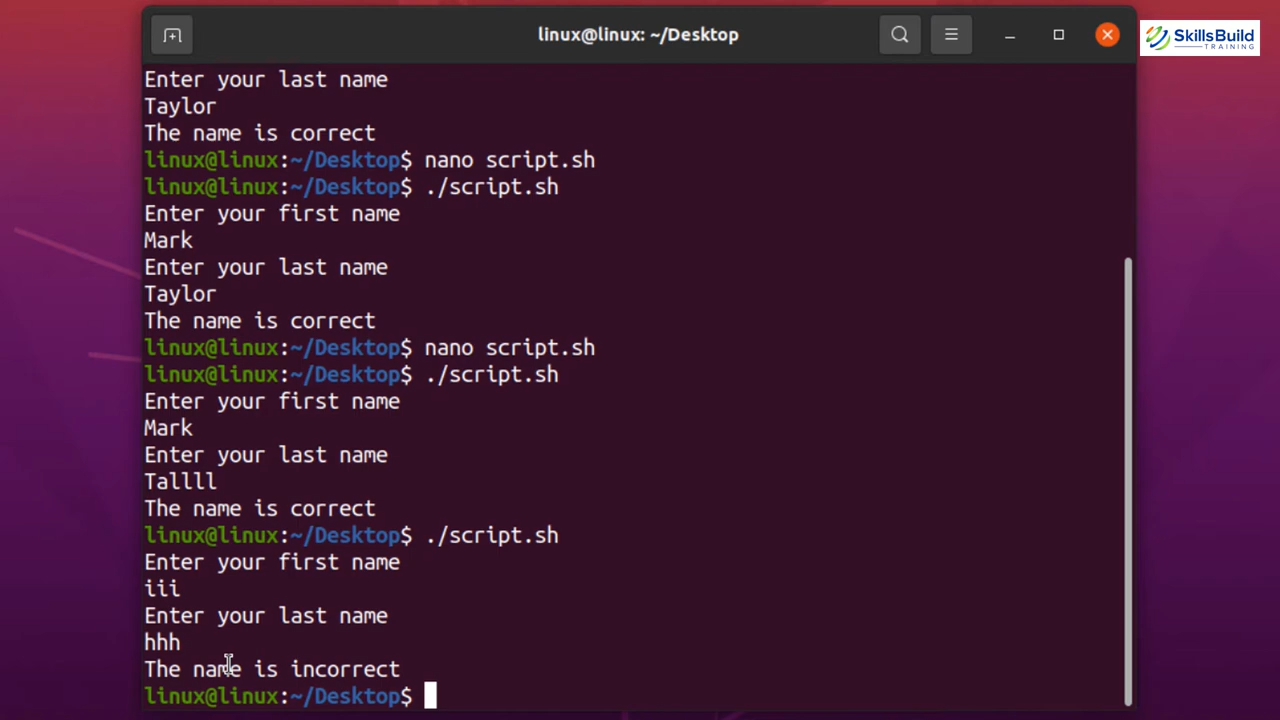 linux@linux: ~/Desktop
SkillsBuild
TRAINING
Enter your last name
Taylor
The name is correct
linux@linux:~/Desktop$ nano script.sh
linux@linux:~/Desktop$ ./script.sh
Enter your first name
Mark
Enter your last name
Taylor
The name is correct
linux@linux:~/Desktop$ nano script.sh
linux@linux:~/Desktop$ ./script.sh
Enter your first name
Mark
Enter your last name
Tallll
The name is correct
linux@linux:~/Desktop$ ./script.sh
Enter your first name
iii
Enter your last name
hhh
The name is incorrect
linux@linux:~/Desktop$